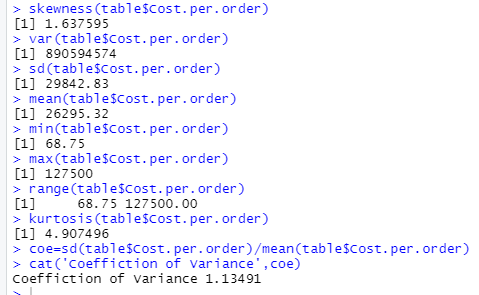 > skewness(table$Cost.per.order)
[1] 1.637595
> var(table$Cost.per.order)
[1] 890594574
> sd(table$Cost.per.order)
[1] 29842.83
> mean(table$Cost.per.order)
[1] 26295.32
> min(table$Cost.per.order)
[1] 68.75
> max(table$Cost.per.order)
[1] 127500
> range(table$Cost.per.order)
[1]     68.75 127500.00
> kurtosis(table$Cost.per.order)
[1] 4.907496
> coe=sd(table$Cost.per.order)/mean(table$Cost.per.order)
> cat('Coeffiction of Variance',coe)
Coeffiction of Variance 1.13491
>